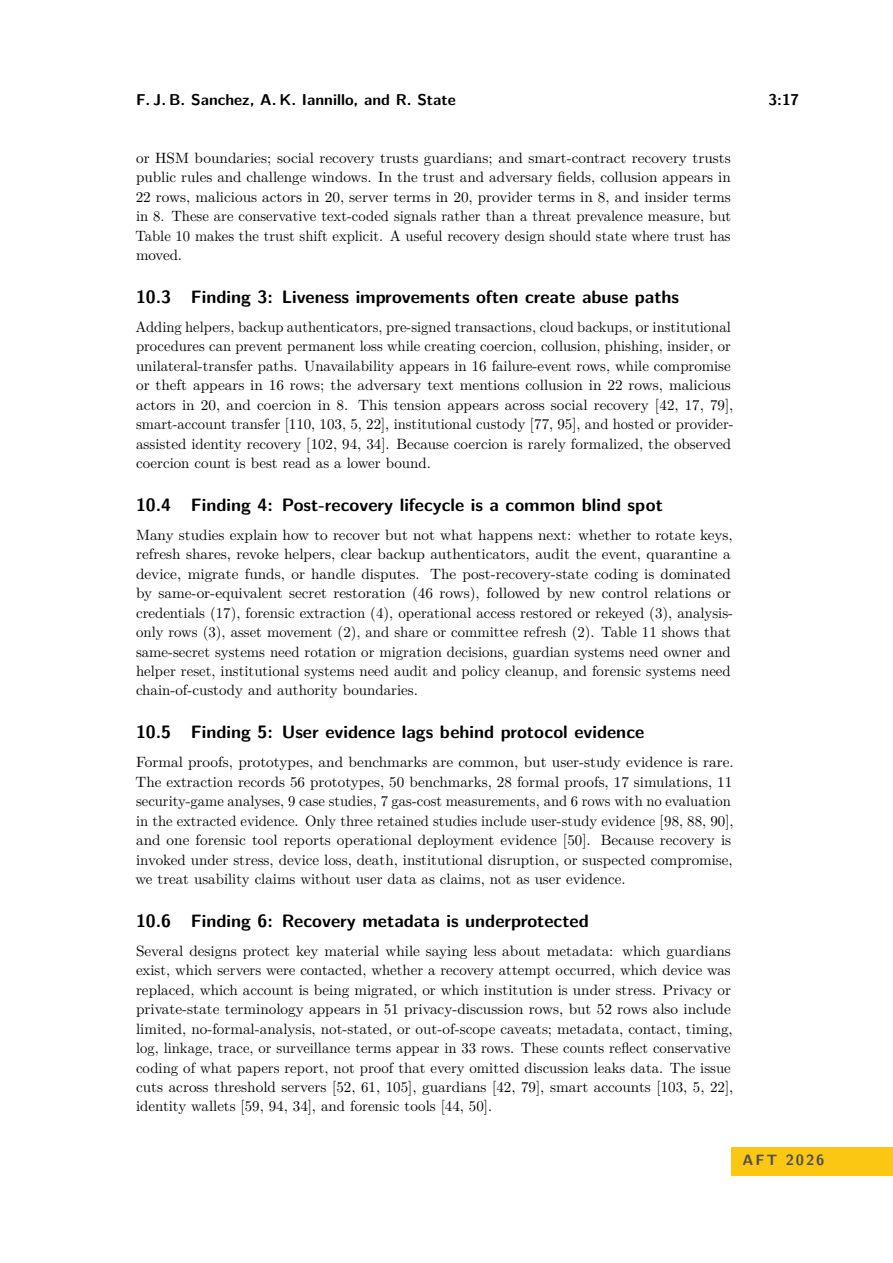 F. J. B. Sanchez, A. K. Iannillo, and R. State 3:17
or HSM boundaries; social recovery trusts guardians; and smart-contract recovery trusts
public rules and challenge windows. In the trust and adversary fields, collusion appears in
22 rows, malicious actors in 20, server terms in 20, provider terms in 8, and insider terms
in 8. These are conservative text-coded signals rather than a threat prevalence measure, but
Table 10 makes the trust shift explicit. A useful recovery design should state where trust has
moved.
10.3 Finding 3: Liveness improvements often create abuse paths
Adding helpers, backup authenticators, pre-signed transactions, cloud backups, or institutional
procedures can prevent permanent loss while creating coercion, collusion, phishing, insider, or
unilateral-transfer paths. Unavailability appears in 16 failure-event rows, while compromise
or theft appears in 16 rows; the adversary text mentions collusion in 22 rows, malicious
actors in 20, and coercion in 8. This tension appears across social recovery [42, 17, 79],
smart-account transfer [110, 103, 5, 22], institutional custody [77, 95], and hosted or provider-
assisted identity recovery [102, 94, 34]. Because coercion is rarely formalized, the observed
coercion count is best read as a lower bound.
10.4 Finding 4: Post-recovery lifecycle is a common blind spot
Many studies explain how to recover but not what happens next: whether to rotate keys,
refresh shares, revoke helpers, clear backup authenticators, audit the event, quarantine a
device, migrate funds, or handle disputes. The post-recovery-state coding is dominated
by same-or-equivalent secret restoration (46 rows), followed by new control relations or
credentials (17), forensic extraction (4), operational access restored or rekeyed (3), analysis-
only rows (3), asset movement (2), and share or committee refresh (2). Table 11 shows that
same-secret systems need rotation or migration decisions, guardian systems need owner and
helper reset, institutional systems need audit and policy cleanup, and forensic systems need
chain-of-custody and authority boundaries.
10.5 Finding 5: User evidence lags behind protocol evidence
Formal proofs, prototypes, and benchmarks are common, but user-study evidence is rare.
The extraction records 56 prototypes, 50 benchmarks, 28 formal proofs, 17 simulations, 11
security-game analyses, 9 case studies, 7 gas-cost measurements, and 6 rows with no evaluation
in the extracted evidence. Only three retained studies include user-study evidence [98, 88, 90],
and one forensic tool reports operational deployment evidence [50]. Because recovery is
invoked under stress, device loss, death, institutional disruption, or suspected compromise,
we treat usability claims without user data as claims, not as user evidence.
10.6 Finding 6: Recovery metadata is underprotected
Several designs protect key material while saying less about metadata: which guardians
exist, which servers were contacted, whether a recovery attempt occurred, which device was
replaced, which account is being migrated, or which institution is under stress. Privacy or
private-state terminology appears in 51 privacy-discussion rows, but 52 rows also include
limited, no-formal-analysis, not-stated, or out-of-scope caveats; metadata, contact, timing,
log, linkage, trace, or surveillance terms appear in 33 rows. These counts reflect conservative
coding of what papers report, not proof that every omitted discussion leaks data. The issue
cuts across threshold servers [52, 61, 105], guardians [42, 79], smart accounts [103, 5, 22],
identity wallets [59, 94, 34], and forensic tools [44, 50].
AFT 2026